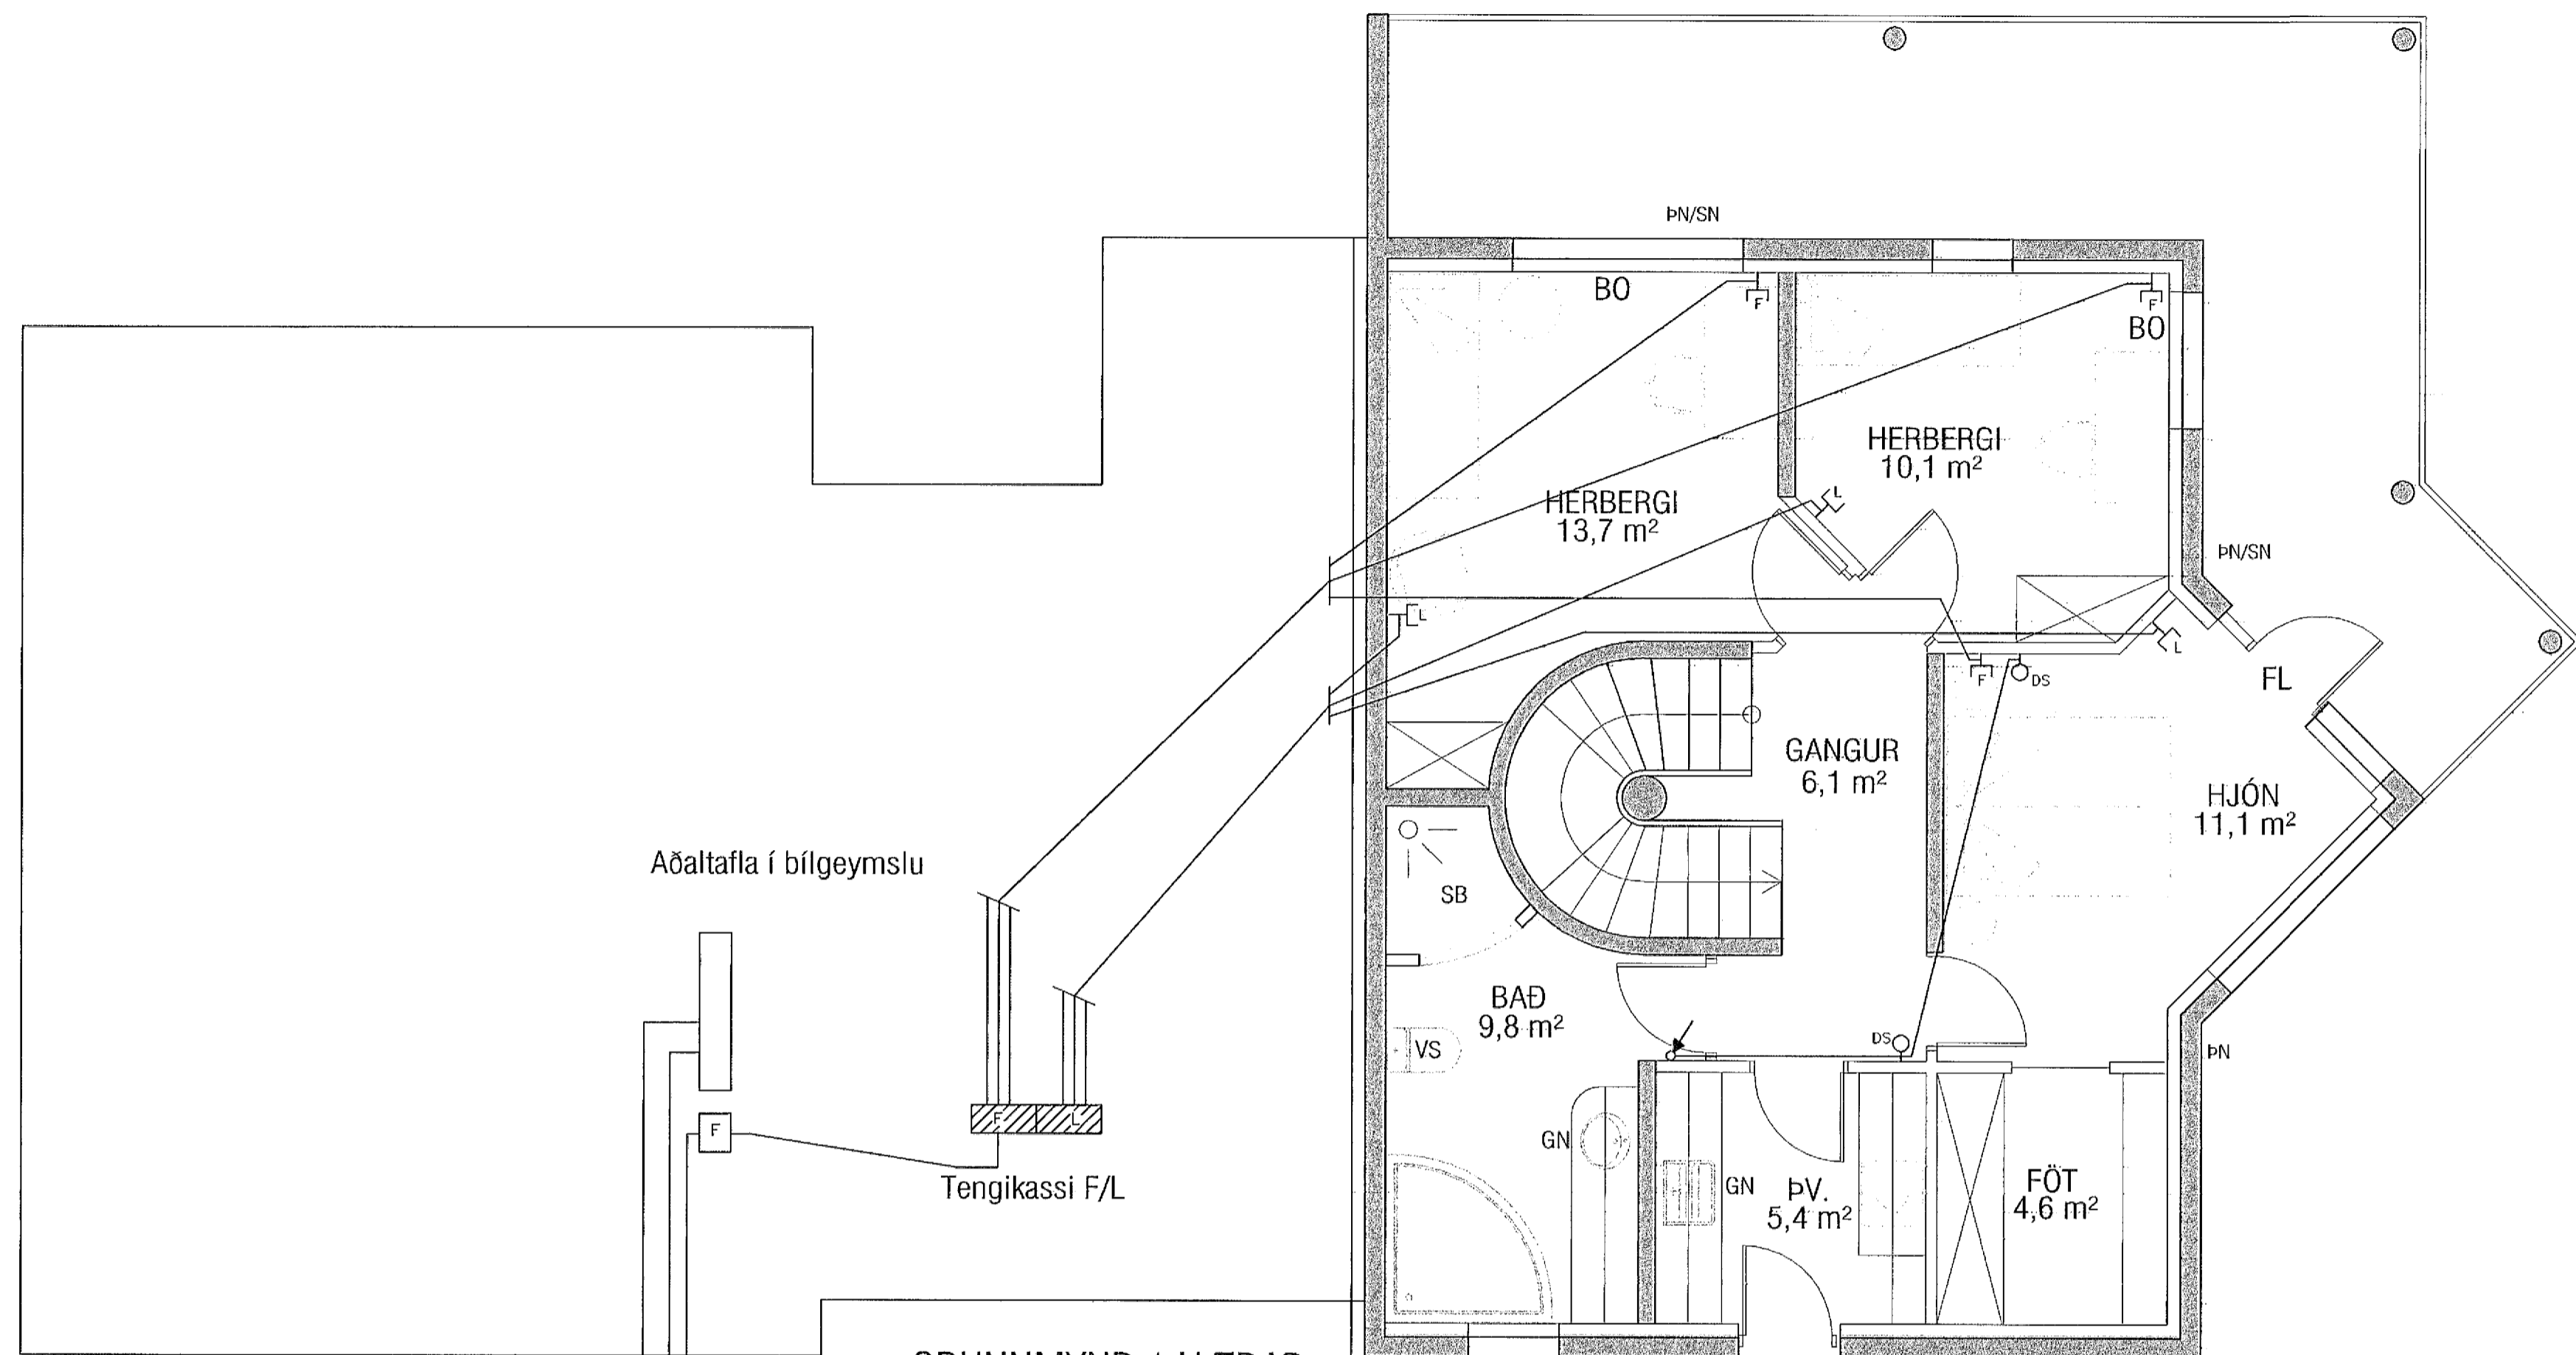 ÞN/SN
BO
F
F
BO
HERBERGI
10,1 m²
L
HERBERGI
13,7 m²
ÞN/SN
L
L
F
DS
FL
GANGUR
6,1 m²
HJÓN
11,1 m²
Aðaltafla í bílgeymslu
SB
BAÐ
9,8 m²
VS
DS
ÞN
F
L
F
GN
Tengikassi F/L
GN
ÞV.
5,4 m²
FÖT
4,6 m²